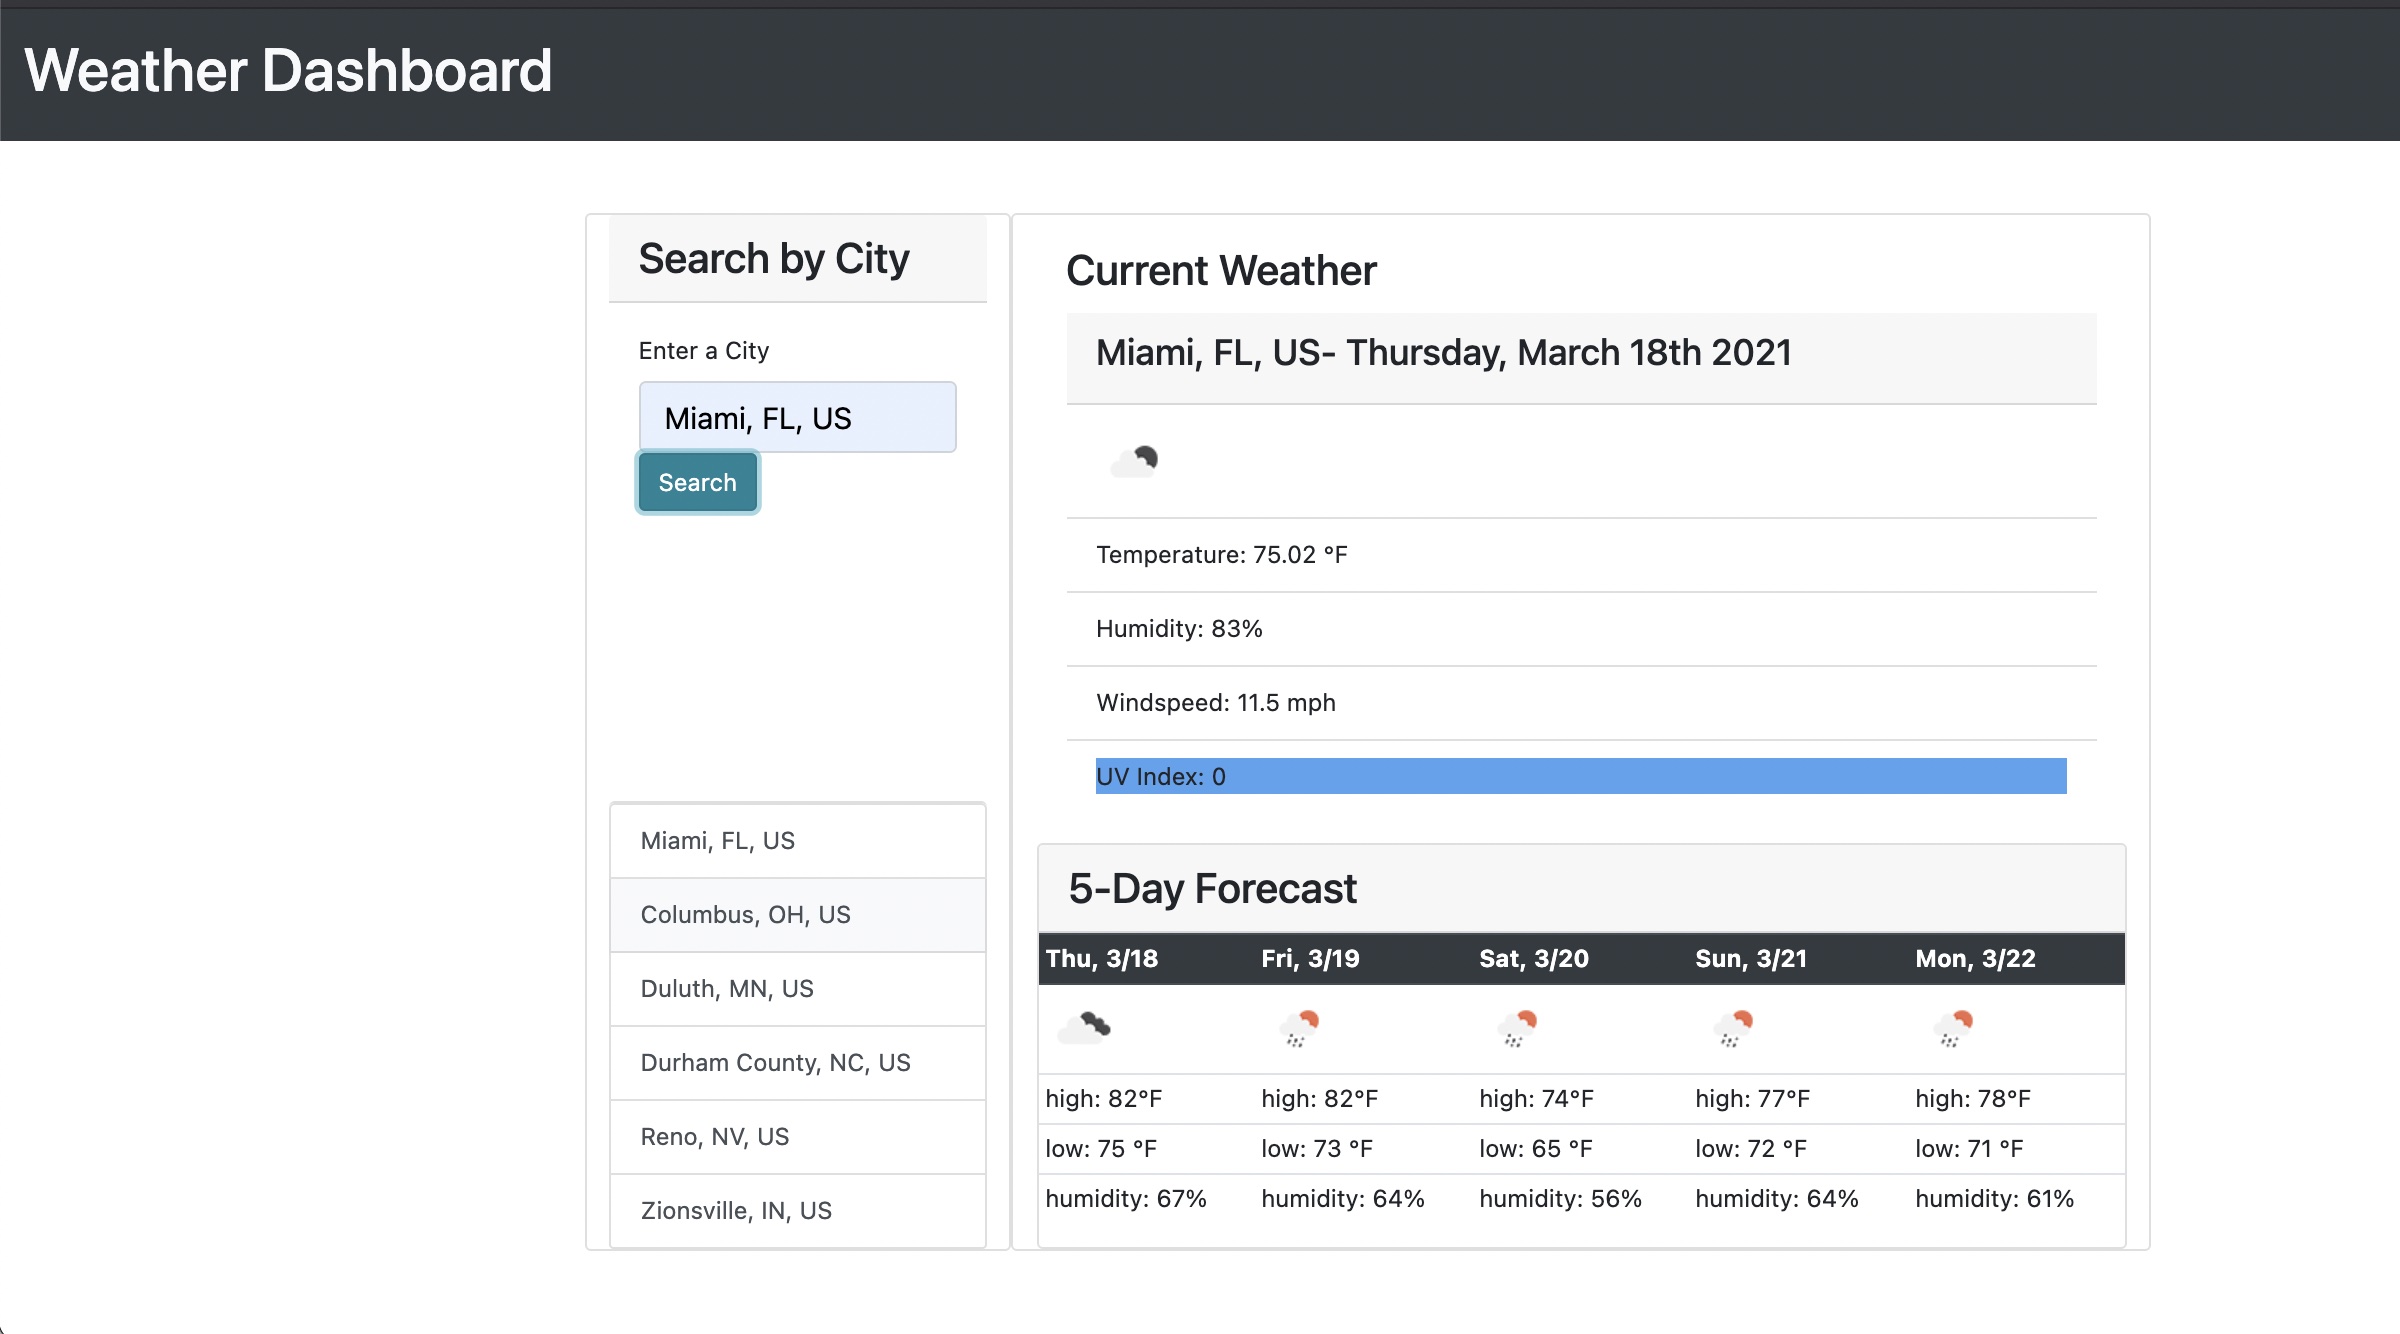 Weather Dashboard
Search by City
Enter a City
Miami, FL, US
Search
Miami, FL, US
Columbus, OH, US
Duluth, MN, US
Durham County, NC, US
Reno, NV, US
Zionsville, IN, US
Current Weather
Miami, FL, US- Thursday, March 18th 2021
Temperature: 75.02 °F
Humidity: 83%
Windspeed: 11.5 mph
UV Index: 0
5-Day Forecast
Thu, 3/18 Fri, 3/19 Sat, 3/20 Sun, 3/21 Mon, 3/22
high: 82°F high: 82°F high: 74°F high: 77°F high: 78°F
low: 75 °F low: 73 °F low: 65 °F low: 72 °F low: 71 °F
humidity: 67% humidity: 64% humidity: 56% humidity: 64% humidity: 61%